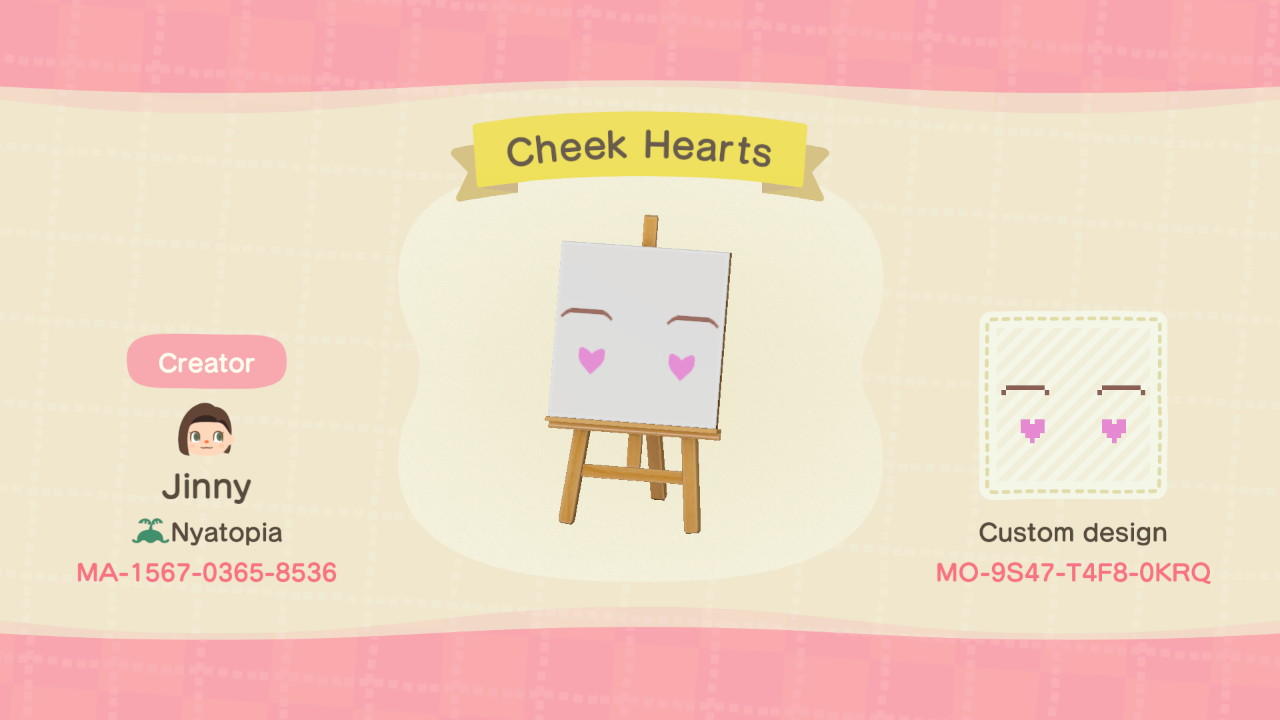 Cheek Hearts
Creator
Jinny
Nyatopia
MA-1567-0365-8536
Custom design
MO-9S47-T4F8-0KRQ